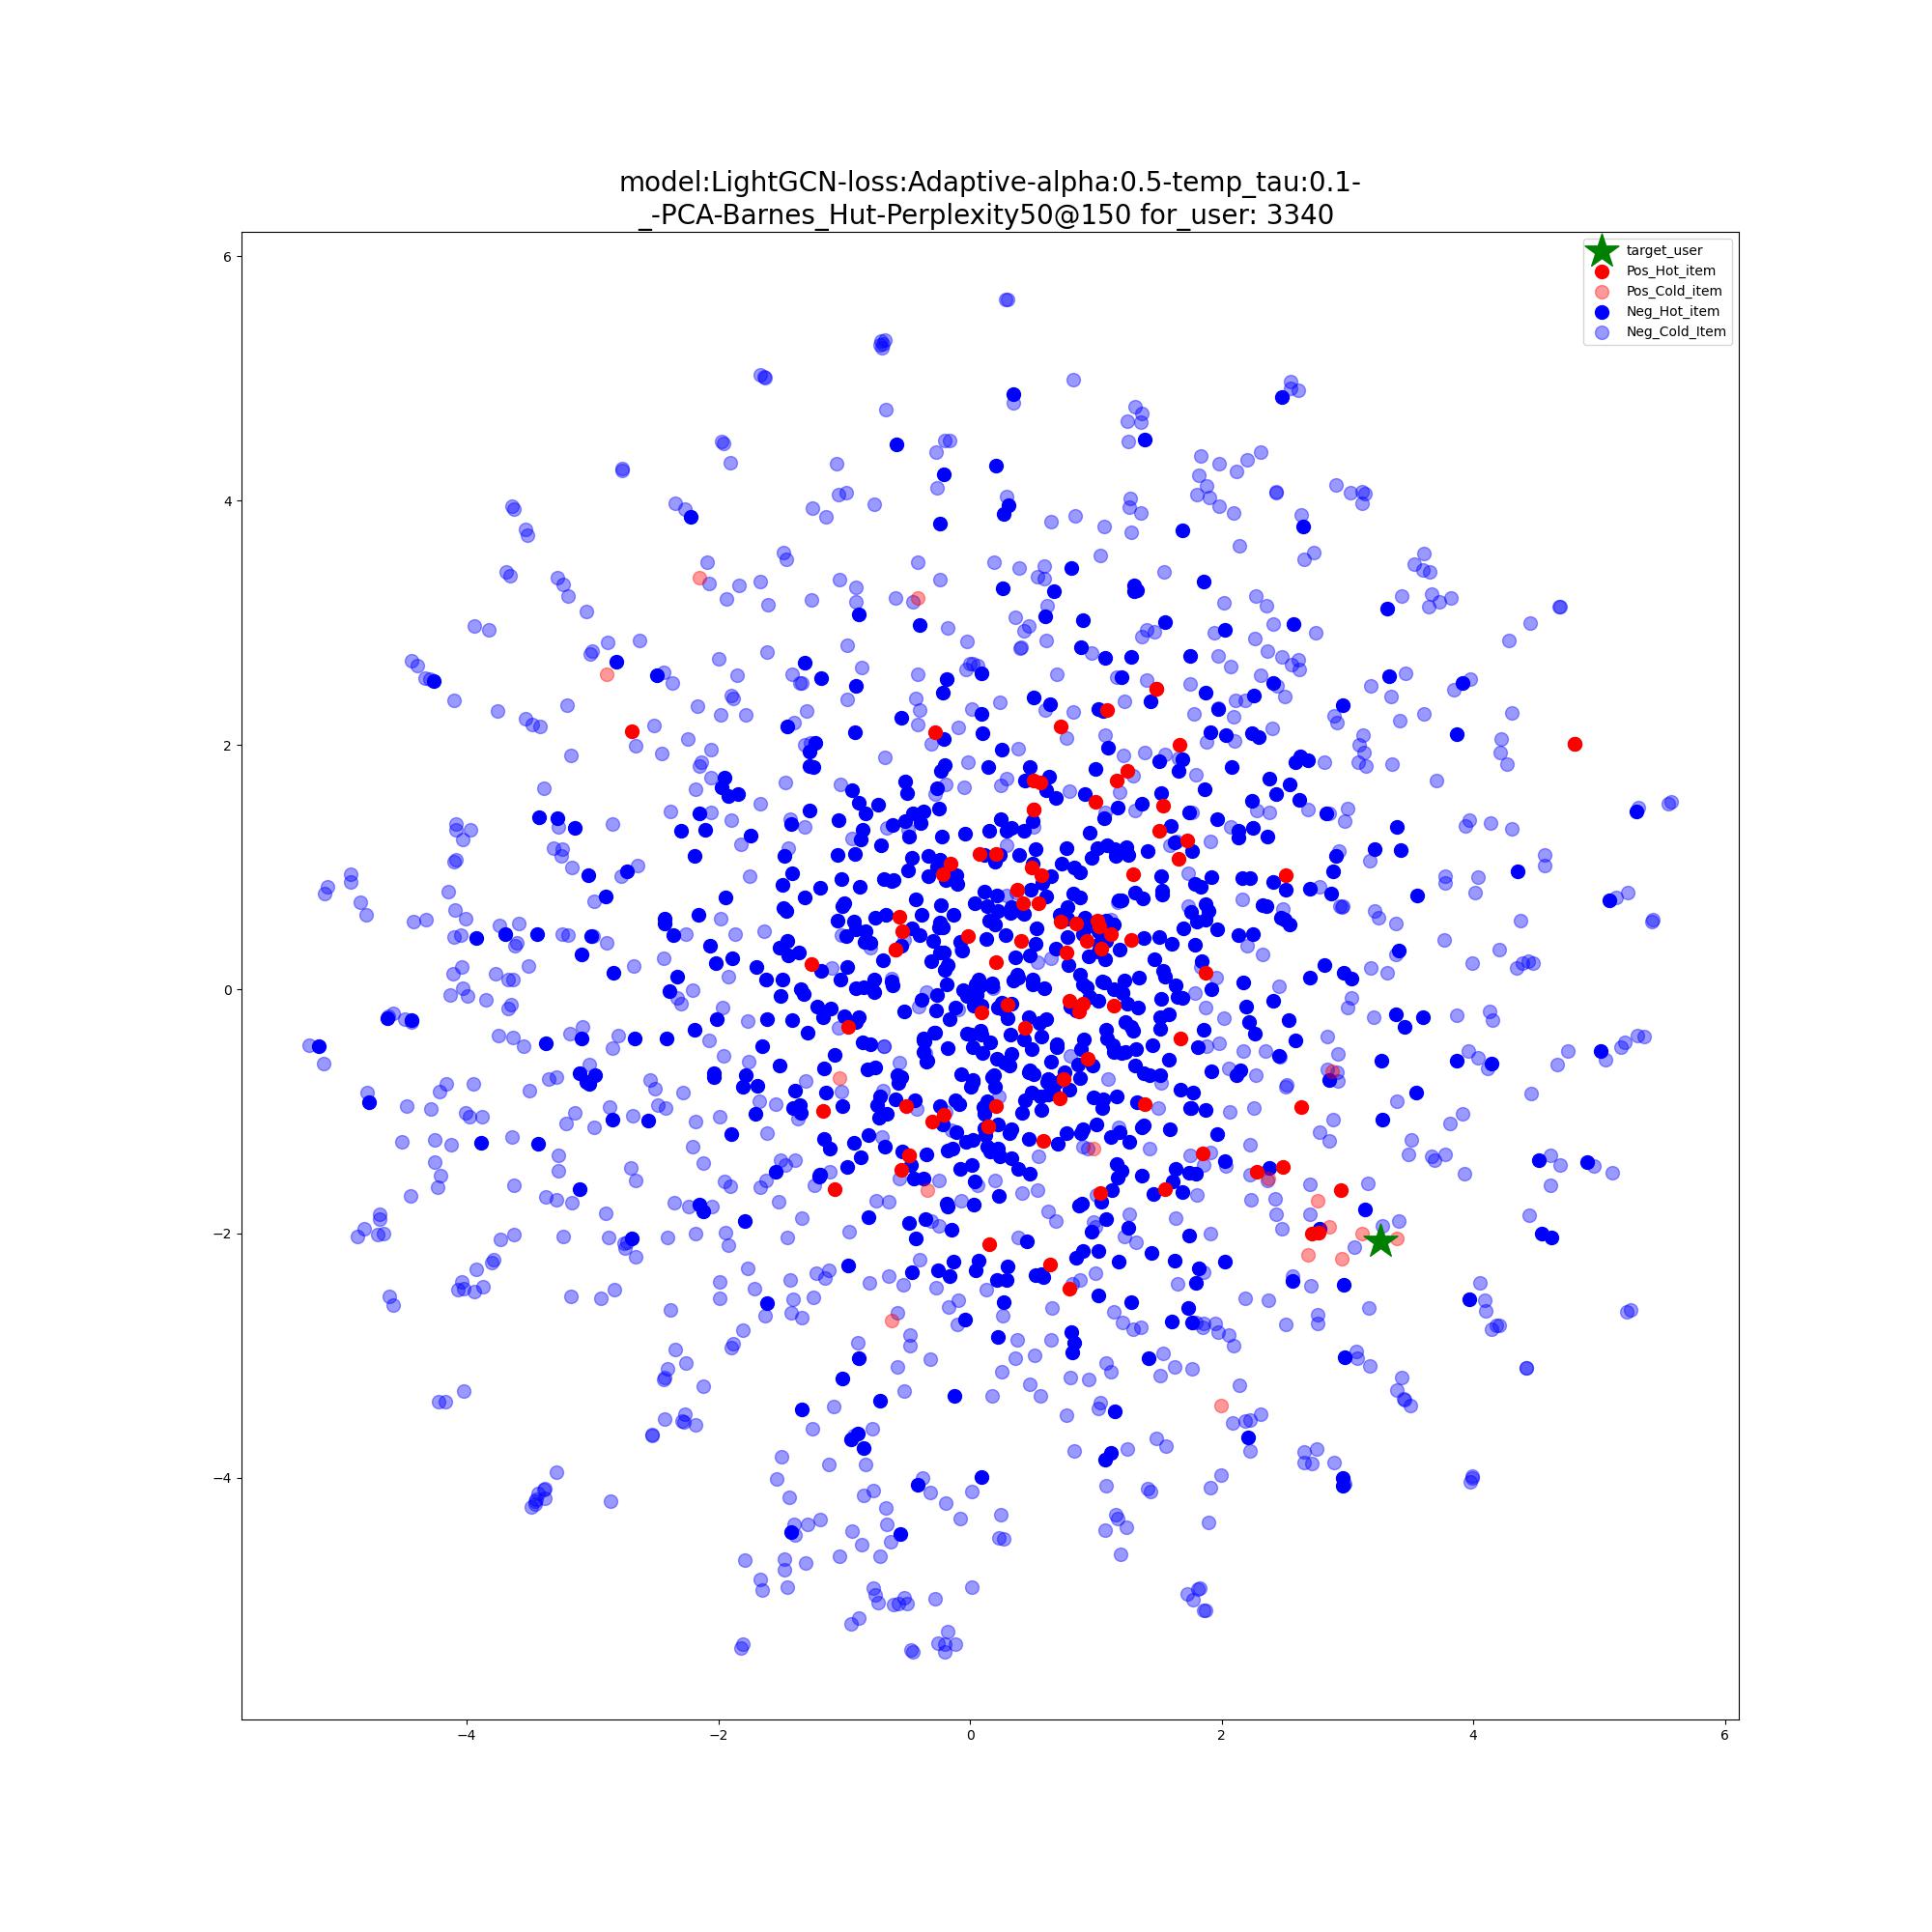 model:LightGCN-loss:Adaptive-alpha:0.5-temp_tau:0.1-
_-PCA-Barnes_Hut-Perplexity50@150 for_user: 3340
target_user
Pos_Hot_item
Pos_Cold_item
Neg_Hot_item
Neg_Cold_Item
6
4
2
0
−2
−4
−4
−2
0
2
4
6